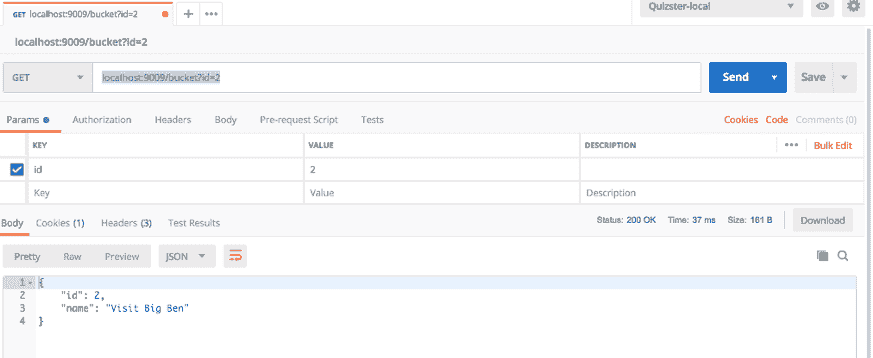 GET localhost:9009/bucket?id=2
Quizster-local
localhost:9009/bucket?id=2
GET localhost:9009/bucket?id=2 Send Save
Params Authorization Headers Body Pre-request Script Tests Cookies Code Comments (0)
KEY VALUE DESCRIPTION Bulk Edit
id 2
Key Value Description
Body Cookies (1) Headers (3) Test Results Status: 200 OK Time: 37 ms Size: 161 B Download
Pretty Raw Preview JSON
1 {
2 "id": 2,
3 "name": "Visit Big Ben"
4 }